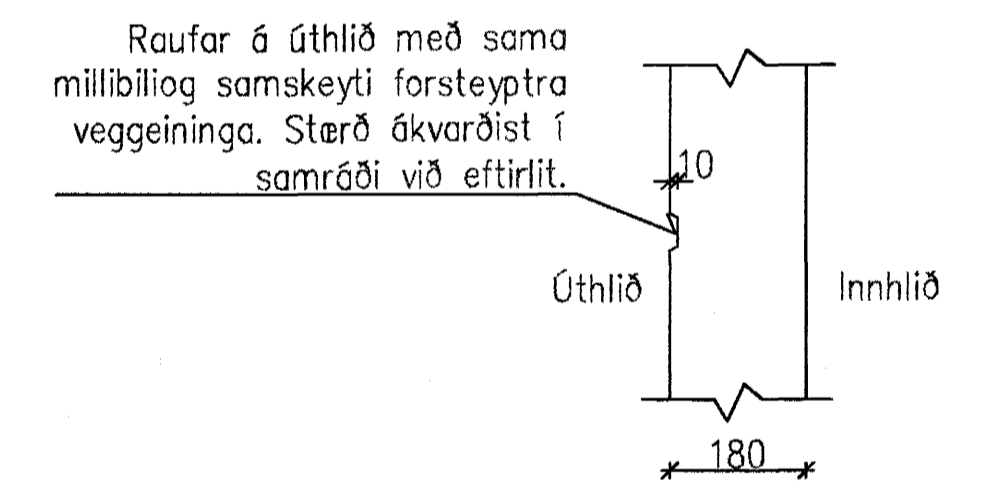 Raufar á úthlið með sama
millibiliog samskeyti forsteyptra
veggeininga. Stærð ákvarðist í
samráði við eftirlit.
10
Úthlið
Innhlið
180